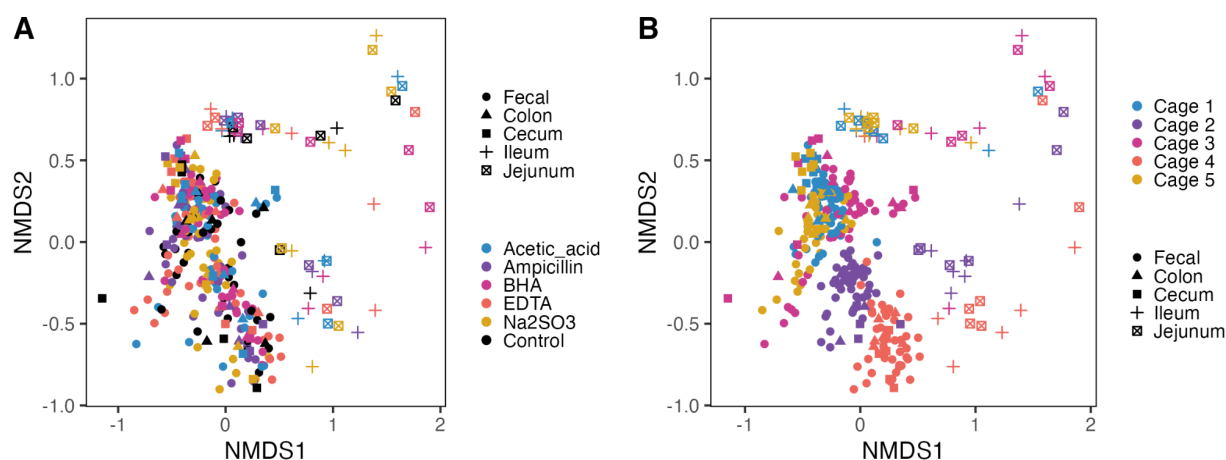 A
NMDS2
1.0
0.5
0.0
-0.5
-1.0
-1
0
1
2
NMDS1
Fecal
Colon
Cecum
Ileum
Jejunum
Acetic_acid
Ampicillin
BHA
EDTA
Na2SO3
Control
B
NMDS2
1.0
0.5
0.0
-0.5
-1.0
-1
0
1
2
NMDS1
Cage 1
Cage 2
Cage 3
Cage 4
Cage 5
Fecal
Colon
Cecum
Ileum
Jejunum